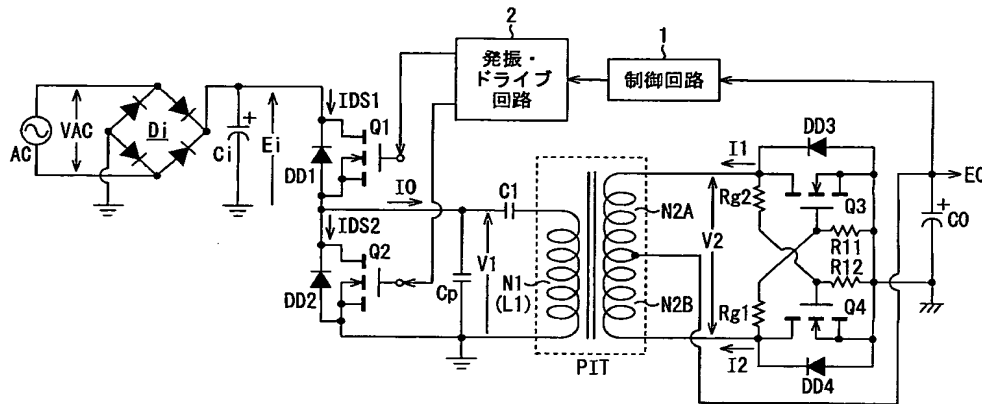 2
発振・
ドライブ
回路
1
制御回路
AC
VAC
Di
Ci
Ei
IDS1
Q1
DD1
I0
IDS2
Q2
DD2
Cp
V1
C1
N1
(L1)
N2A
N2B
PIT
V2
I1
I2
Rg2
Rg1
DD3
Q3
R11
R12
Q4
DD4
EO
CO
+
+